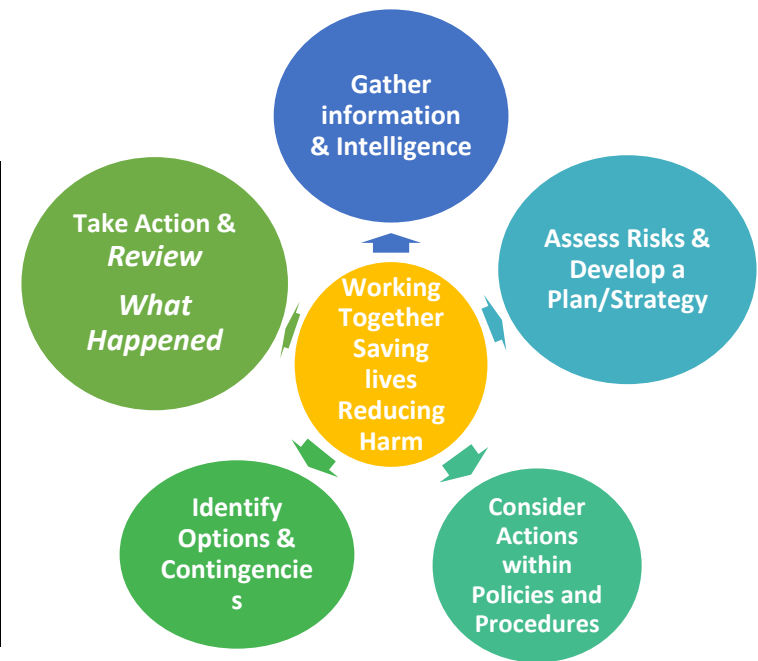 Gather
information
& Intelligence
Assess Risks &
Develop a
Plan/Strategy
Consider
Actions
within
Policies and
Procedures
Identify
Options &
Contingencie
s
Take Action &
Review
What
Happened
Working
Together
Saving
lives
Reducing
Harm